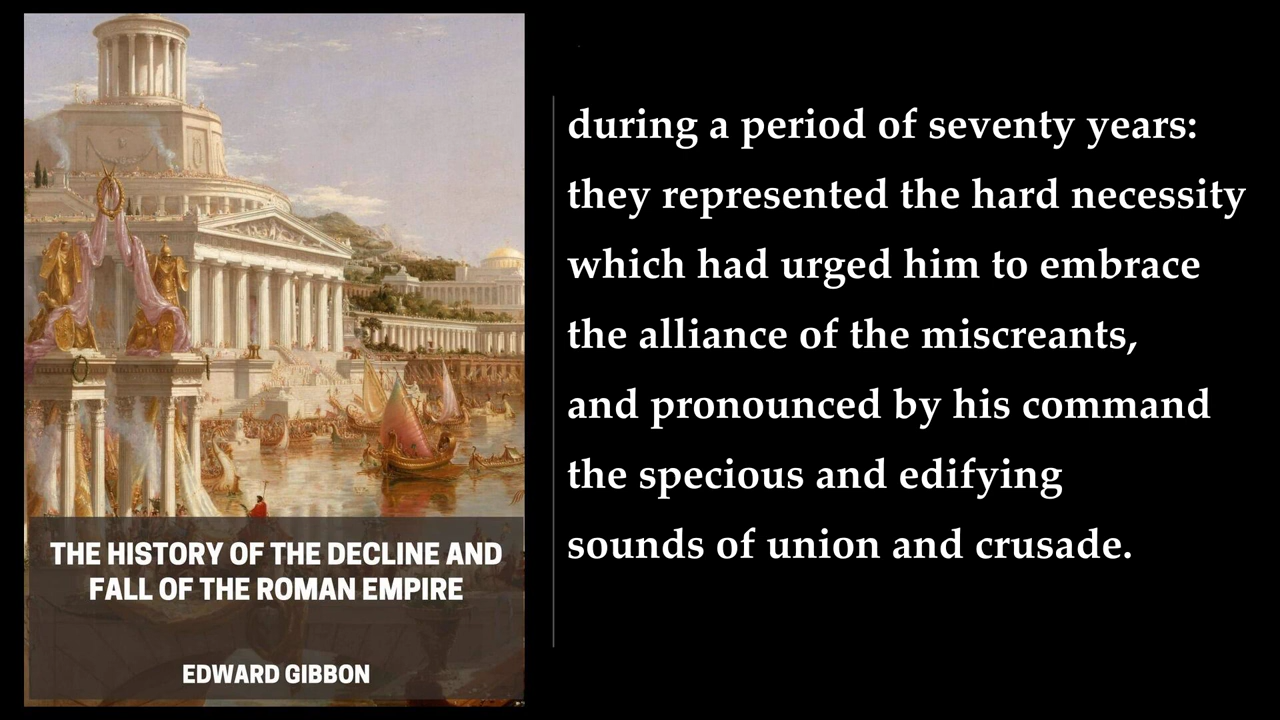 THE HISTORY OF THE DECLINE AND
FALL OF THE ROMAN EMPIRE
EDWARD GIBBON
during a period of seventy years:
they represented the hard necessity
which had urged him to embrace
the alliance of the miscreants,
and pronounced by his command
the specious and edifying
sounds of union and crusade.